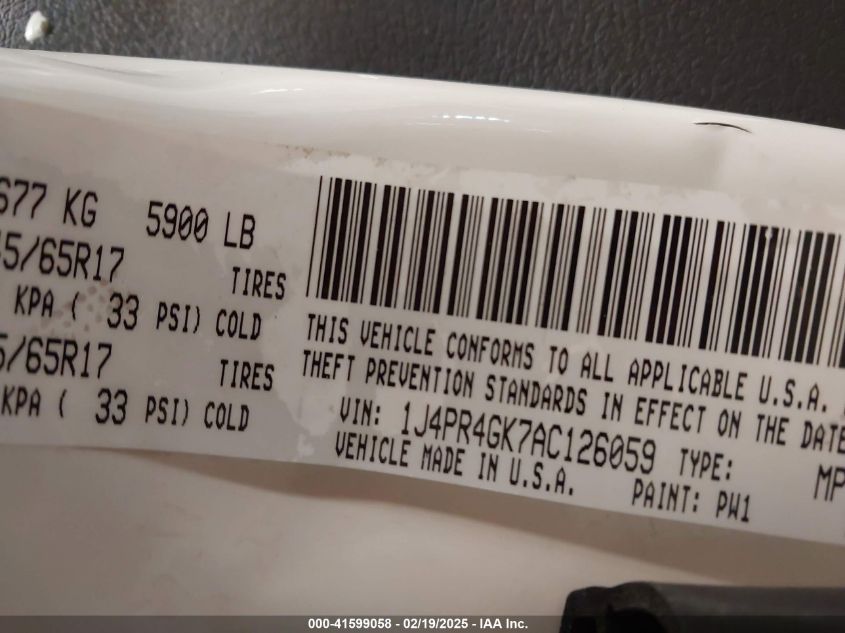 677 KG 5900 LB
5/65R17 TIRES
KPA ( 33 PSI) COLD
5/65R17 TIRES
KPA ( 33 PSI) COLD
THIS VEHICLE CONFORMS TO ALL APPLICABLE U.S.A.
THEFT PREVENTION STANDARDS IN EFFECT ON THE DATE
VIN: 1J4PR4GK7AC126059 TYPE: MP
VEHICLE MADE IN U.S.A. PAINT: PW1
000-41599058 - 02/19/2025 - IAA Inc.